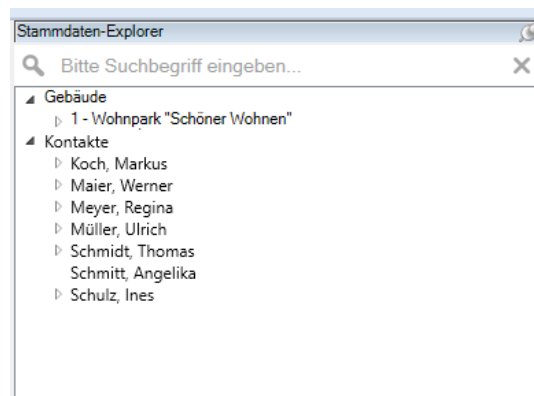 Stammdaten-Explorer
Bitte Suchbegriff eingeben...
Gebäude
1 - Wohnpark "Schöner Wohnen"
Kontakte
Koch, Markus
Maier, Werner
Meyer, Regina
Müller, Ulrich
Schmidt, Thomas
Schmitt, Angelika
Schulz, Ines